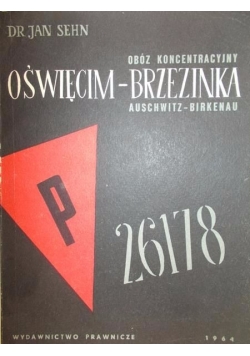 DR JAN SEHN
OBÓZ KONCENTRACYJNY
OŚWIĘCIM-BRZEZINKA
AUSCHWITZ-BIRKENAU
P
26178
WYDAWNICTWO PRAWNICZE 1964